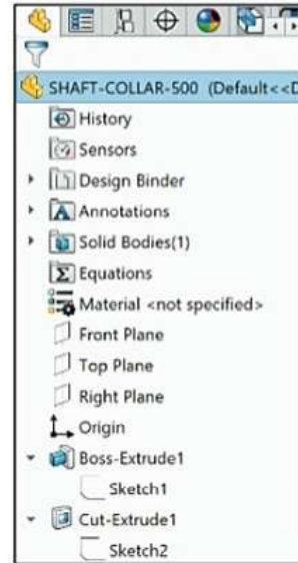 SHAFT-COLLAR-500 (Default<<D
History
Sensors
Design Binder
Annotations
Solid Bodies(1)
Equations
Material <not specified>
Front Plane
Top Plane
Right Plane
Origin
Boss-Extrude1
Sketch1
Cut-Extrude1
Sketch2